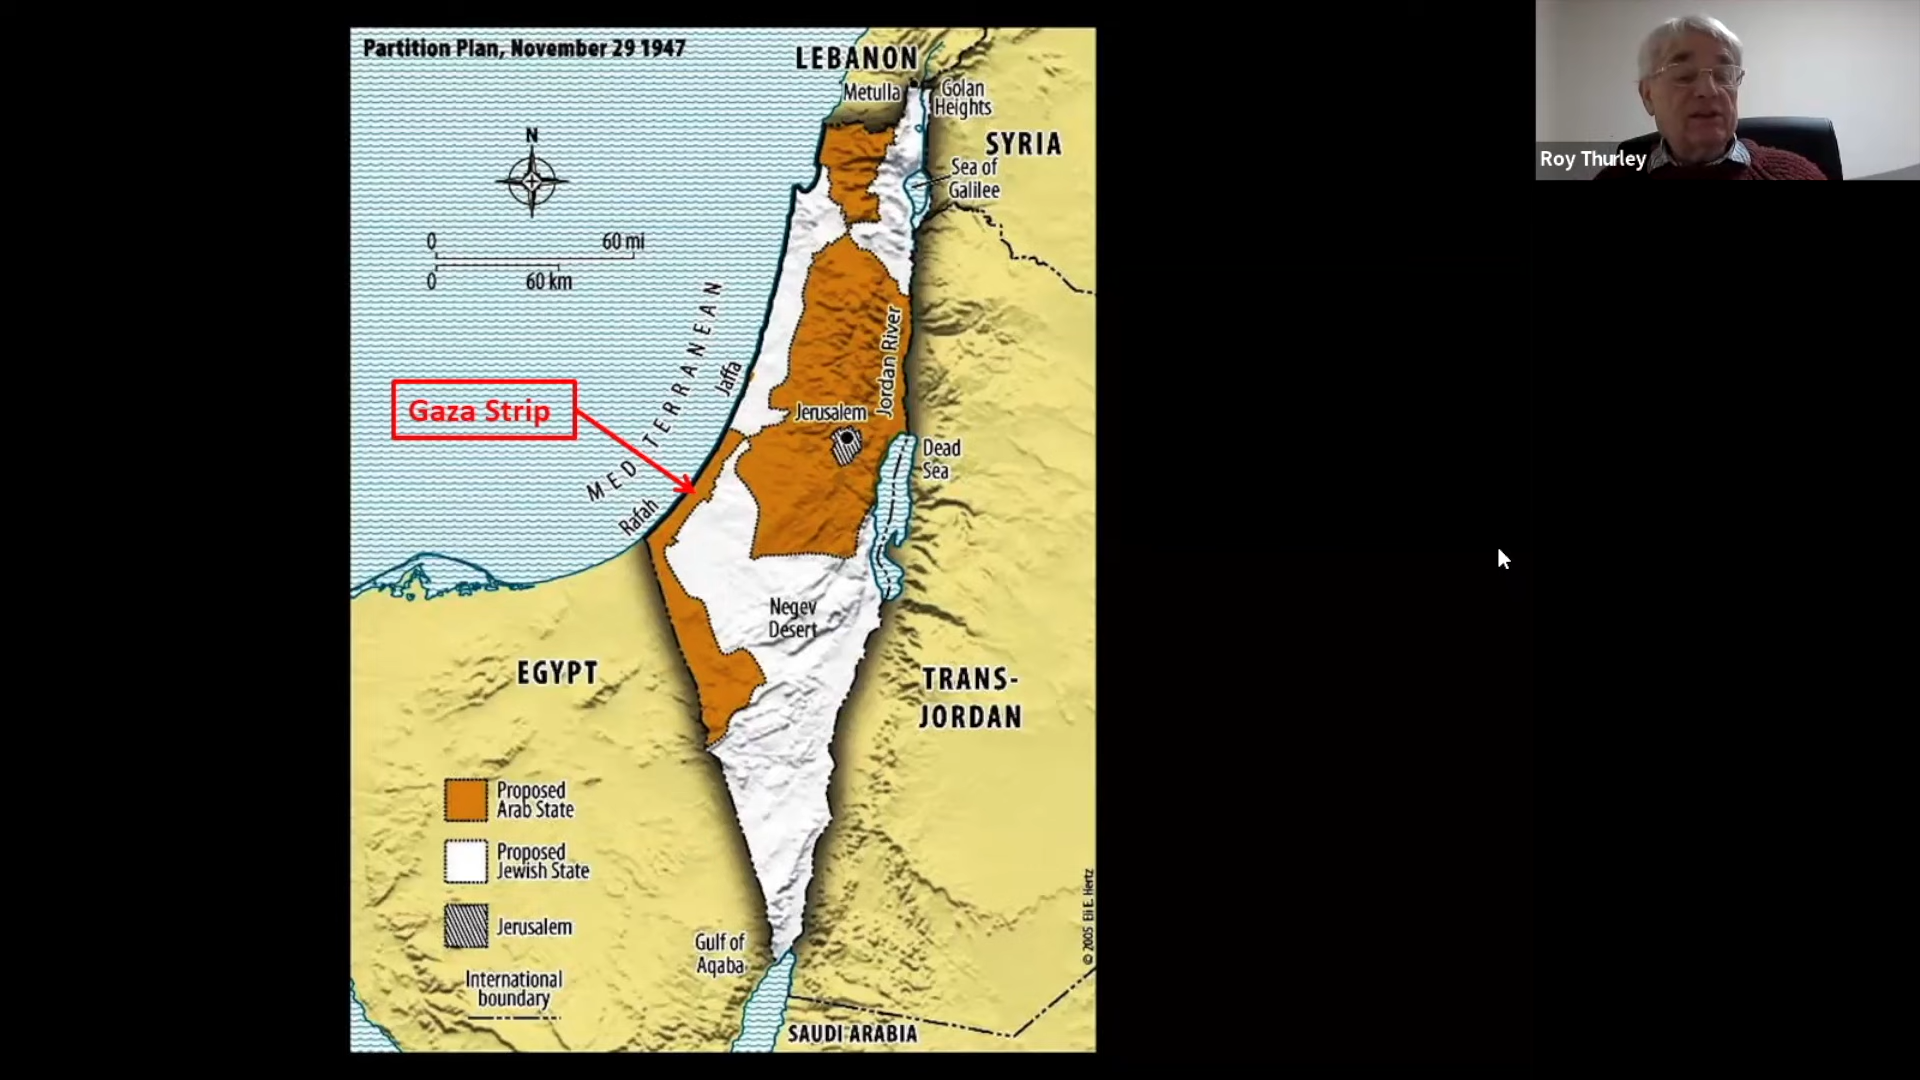 Partition Plan, November 29 1947
LEBANON
Metulla
Golan
Heights
SYRIA
Sea of
Galilee
N
0
60 mi
0
60 km
MEDITERRANEAN
Jaffa
Jordan River
Gaza Strip
Jerusalem
Dead
Sea
Rafah
Negev
Desert
EGYPT
TRANS-
JORDAN
Proposed
Arab State
Proposed
Jewish State
Jerusalem
International
boundary
Gulf of
Aqaba
SAUDI ARABIA
© 2005 Eli E. Hertz
Roy Thurley